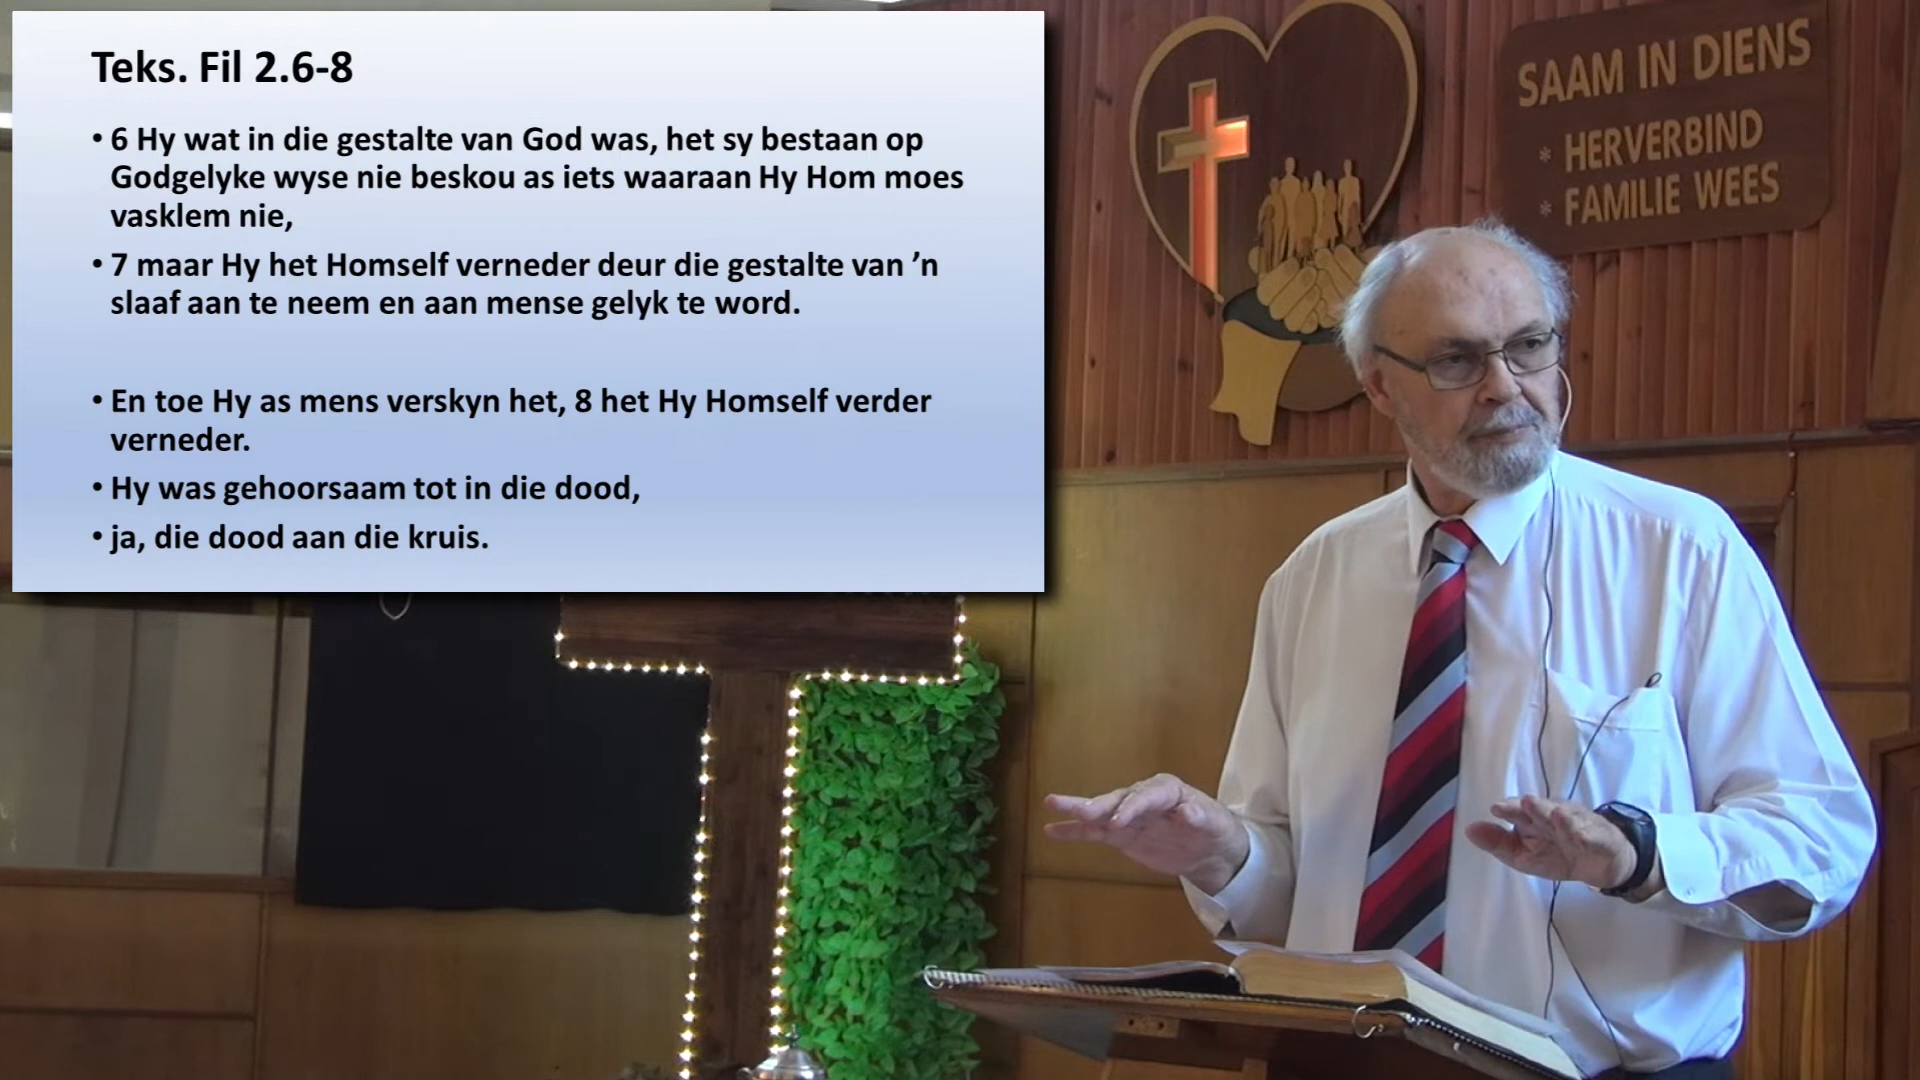 Teks. Fil 2.6-8
• 6 Hy wat in die gestalte van God was, het sy bestaan op
Godgelyke wyse nie beskou as iets waaraan Hy Hom moes
vasklem nie,
• 7 maar Hy het Homself verneder deur die gestalte van ’n
slaaf aan te neem en aan mense gelyk te word.
• En toe Hy as mens verskyn het, 8 het Hy Homself verder
verneder.
• Hy was gehoorsaam tot in die dood,
• ja, die dood aan die kruis.
SAAM IN DIENS
* HERVERBIND
* FAMILIE WEES